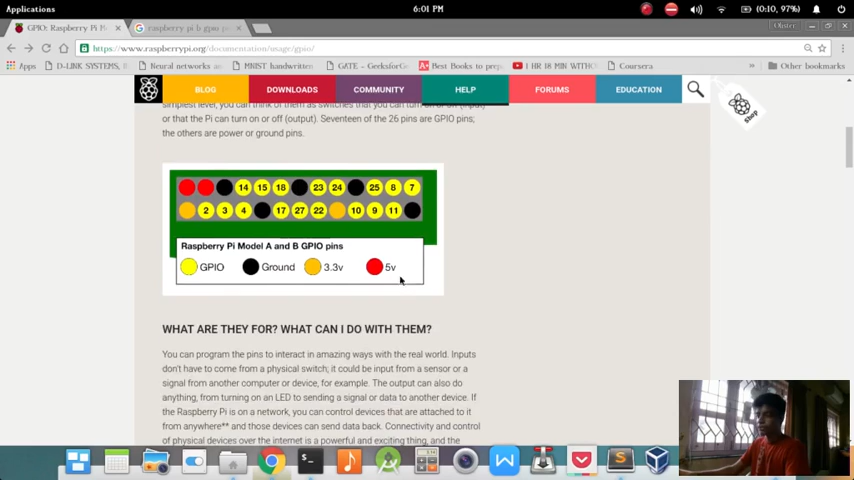 Applications
6:01 PM
(0:10, 97%)
GPIO: Raspberry Pi M
raspberry pi b gpio p
https://www.raspberrypi.org/documentation/usage/gpio/
Apps
D-LINK SYSTEMS,
Neural networks a
MNIST handwritten
GATE - GeeksforG
Best Books to prep
1 HR 18 MIN WITHO
Coursera
»
Other bookmarks
BLOG
DOWNLOADS
COMMUNITY
HELP
FORUMS
EDUCATION
Shop
simplest level, you can think of them as switches that you can turn on or off (input)
or that the Pi can turn on or off (output). Seventeen of the 26 pins are GPIO pins;
the others are power or ground pins.
14 15 18 23 24 25 8 7
2 3 4 17 27 22 10 9 11
Raspberry Pi Model A and B GPIO pins
GPIO Ground 3.3v 5v
WHAT ARE THEY FOR? WHAT CAN I DO WITH THEM?
You can program the pins to interact in amazing ways with the real world. Inputs
don't have to come from a physical switch; it could be input from a sensor or a
signal from another computer or device, for example. The output can also do
anything, from turning on an LED to sending a signal or data to another device. If
the Raspberry Pi is on a network, you can control devices that are attached to it
from anywhere** and those devices can send data back. Connectivity and control
of physical devices over the internet is a powerful and exciting thing, and the